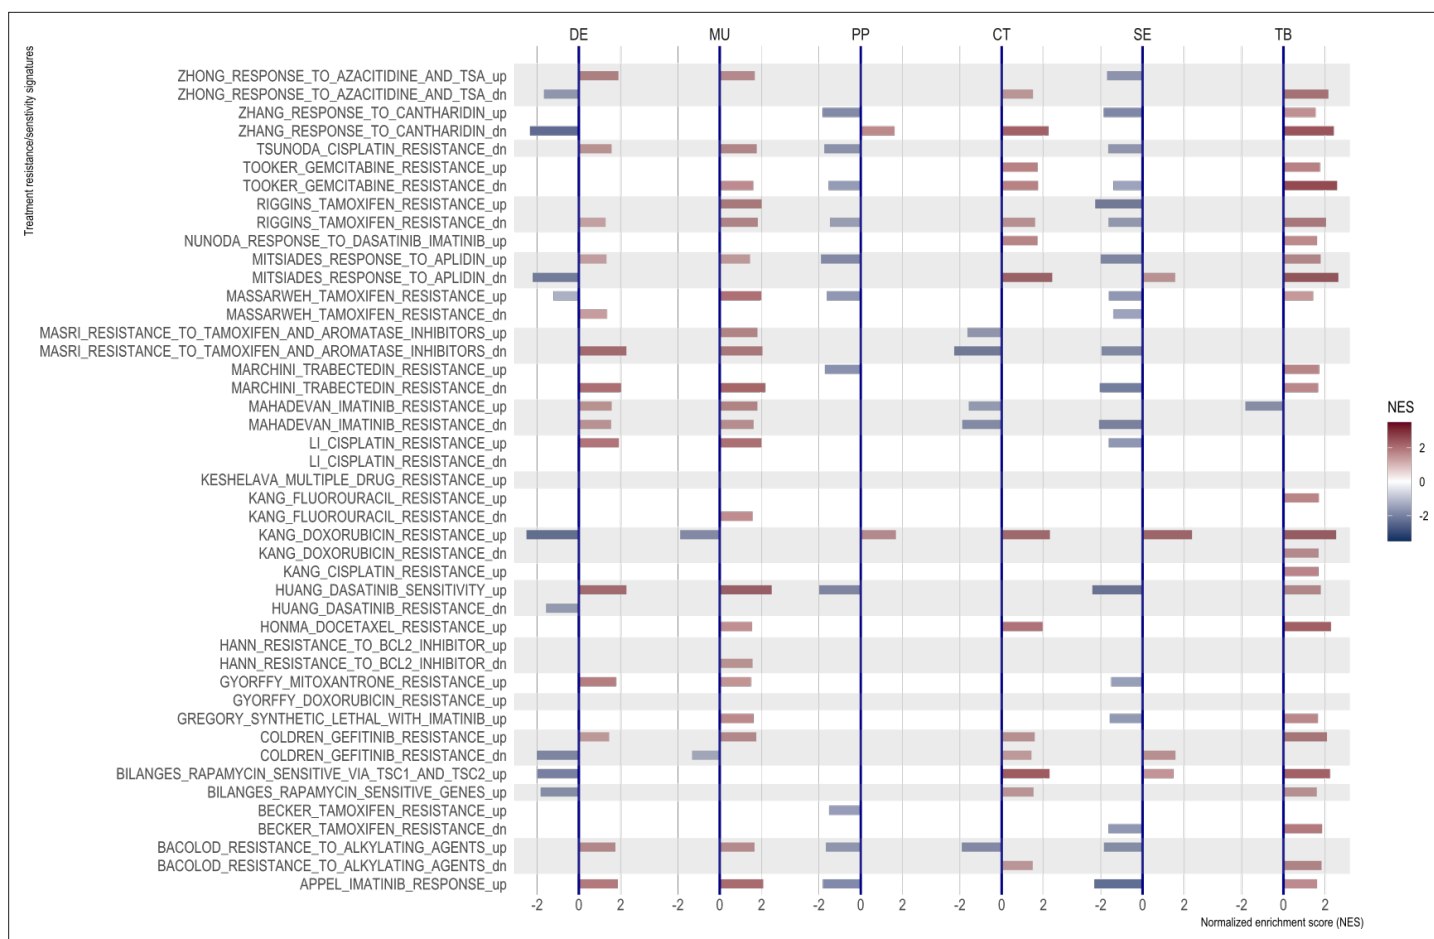 Treatment resistance/senstivity signatures
DE MU PP CT SE TB
ZHONG_RESPONSE_TO_AZACITIDINE_AND_TSA_up
ZHONG_RESPONSE_TO_AZACITIDINE_AND_TSA_dn
ZHANG_RESPONSE_TO_CANTHARIDIN_up
ZHANG_RESPONSE_TO_CANTHARIDIN_dn
TSUNODA_CISPLATIN_RESISTANCE_dn
TOOKER_GEMCITABINE_RESISTANCE_up
TOOKER_GEMCITABINE_RESISTANCE_dn
RIGGINS_TAMOXIFEN_RESISTANCE_up
RIGGINS_TAMOXIFEN_RESISTANCE_dn
NUNODA_RESPONSE_TO_DASATINIB_IMATINIB_up
MITSIADES_RESPONSE_TO_APLIDIN_up
MITSIADES_RESPONSE_TO_APLIDIN_dn
MASSARWEH_TAMOXIFEN_RESISTANCE_up
MASSARWEH_TAMOXIFEN_RESISTANCE_dn
MASRI_RESISTANCE_TO_TAMOXIFEN_AND_AROMATASE_INHIBITORS_up
MASRI_RESISTANCE_TO_TAMOXIFEN_AND_AROMATASE_INHIBITORS_dn
MARCHINI_TRABECTEDIN_RESISTANCE_up
MARCHINI_TRABECTEDIN_RESISTANCE_dn
MAHADEVAN_IMATINIB_RESISTANCE_up
MAHADEVAN_IMATINIB_RESISTANCE_dn
LI_CISPLATIN_RESISTANCE_up
LI_CISPLATIN_RESISTANCE_dn
KESHELAVA_MULTIPLE_DRUG_RESISTANCE_up
KANG_FLUOROURACIL_RESISTANCE_up
KANG_FLUOROURACIL_RESISTANCE_dn
KANG_DOXORUBICIN_RESISTANCE_up
KANG_DOXORUBICIN_RESISTANCE_dn
KANG_CISPLATIN_RESISTANCE_up
HUANG_DASATINIB_SENSITIVITY_up
HUANG_DASATINIB_RESISTANCE_dn
HONMA_DOCETAXEL_RESISTANCE_up
HANN_RESISTANCE_TO_BCL2_INHIBITOR_up
HANN_RESISTANCE_TO_BCL2_INHIBITOR_dn
GYORFFY_MITOXANTRONE_RESISTANCE_up
GYORFFY_DOXORUBICIN_RESISTANCE_up
GREGORY_SYNTHETIC_LETHAL_WITH_IMATINIB_up
COLDREN_GEFITINIB_RESISTANCE_up
COLDREN_GEFITINIB_RESISTANCE_dn
BILANGES_RAPAMYCIN_SENSITIVE_VIA_TSC1_AND_TSC2_up
BILANGES_RAPAMYCIN_SENSITIVE_GENES_up
BECKER_TAMOXIFEN_RESISTANCE_up
BECKER_TAMOXIFEN_RESISTANCE_dn
BACOLOD_RESISTANCE_TO_ALKYLATING_AGENTS_up
BACOLOD_RESISTANCE_TO_ALKYLATING_AGENTS_dn
APPEL_IMATINIB_RESPONSE_up
-2 0 2 -2 0 2 -2 0 2 -2 0 2 -2 0 2 -2 0 2
Normalized enrichment score (NES)
NES
2
0
-2